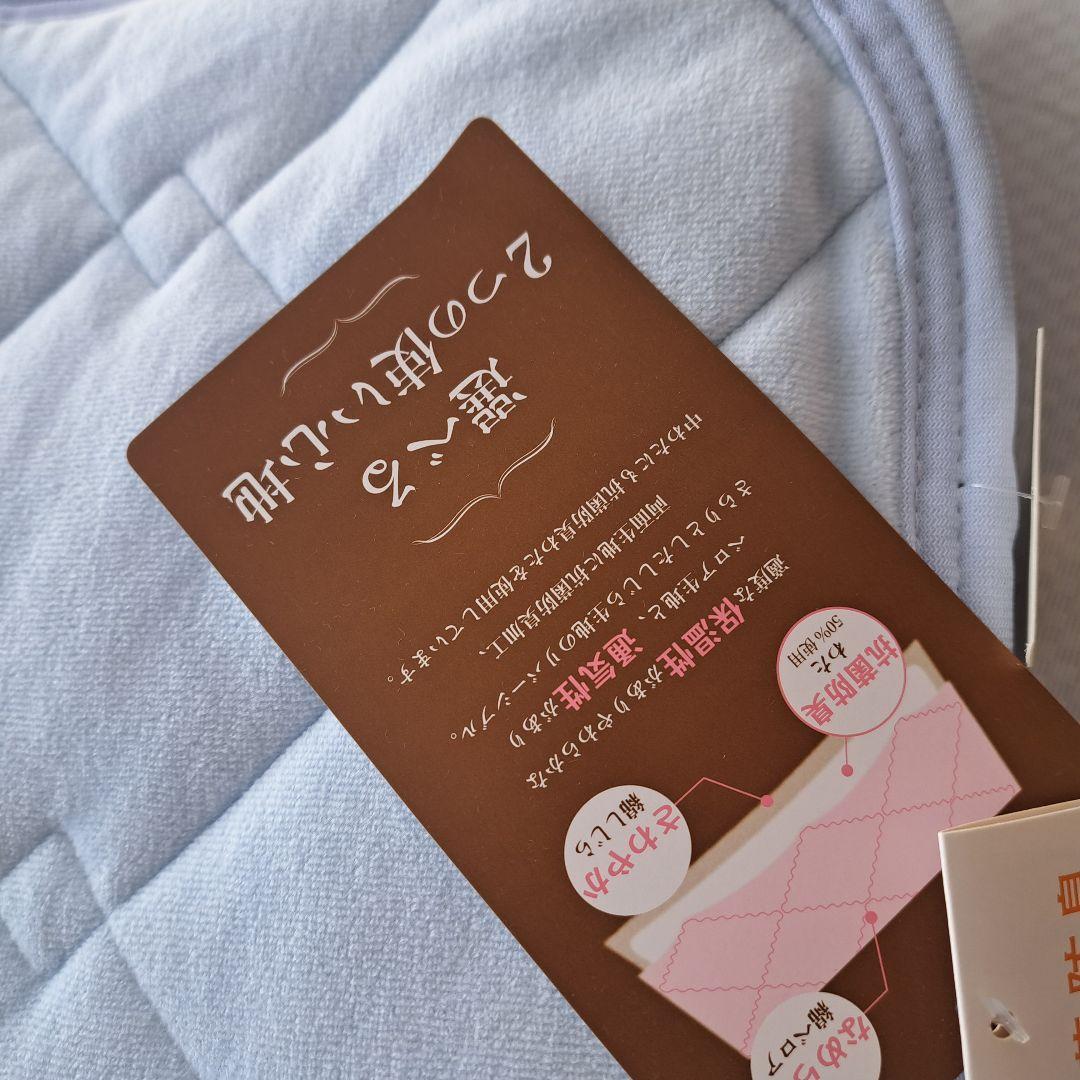 なめら
綿ベロア
抗菌防臭
わた
50%使用
さわやか
綿しじら
適度な保温性がありやわらかな
ベロア生地と、通気性があり
さらりとしたしじら生地のリバーシブル。
両面生地に抗菌防臭加工、
中わたにも抗菌防臭わたを使用しています。
選べる
2つの使い心地